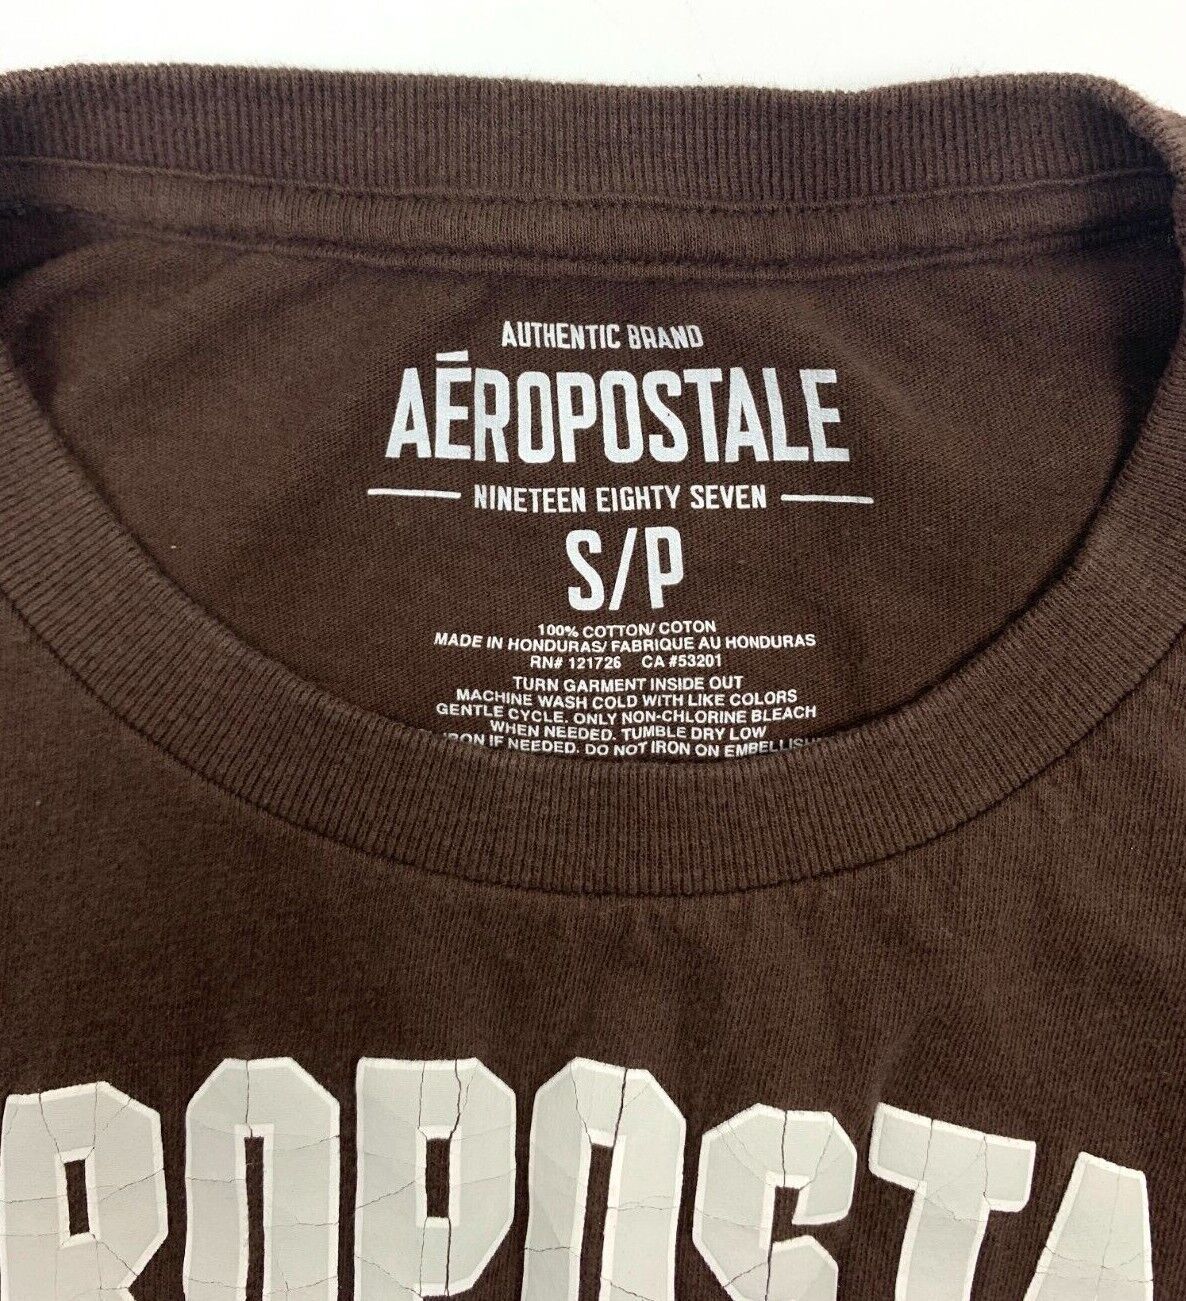 AUTHENTIC BRAND
AÉROPOSTALE
NINETEEN EIGHTY SEVEN
S/P
100% COTTON/ COTON
MADE IN HONDURAS/ FABRIQUE AU HONDURAS
RN# 121726 CA #53201
TURN GARMENT INSIDE OUT
MACHINE WASH COLD WITH LIKE COLORS
GENTLE CYCLE. ONLY NON-CHLORINE BLEACH
WHEN NEEDED. TUMBLE DRY LOW
IRON IF NEEDED. DO NOT IRON ON EMBELLISH
ROPOSTA